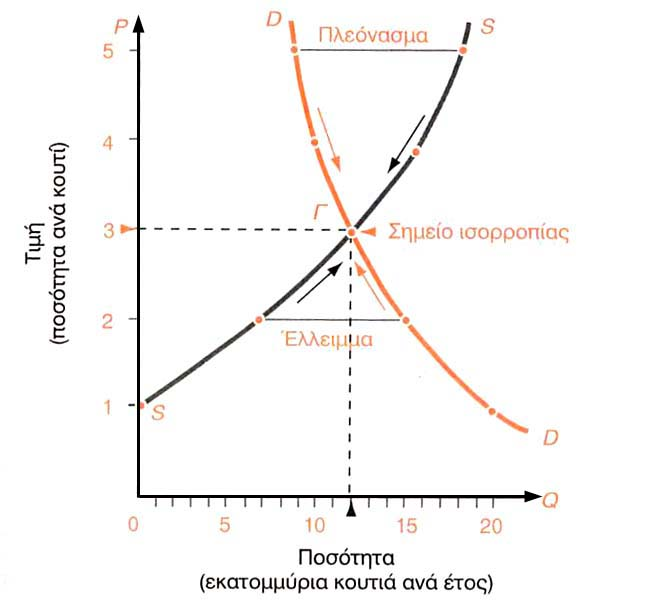 P
D
S
Πλεόνασμα
5
4
Γ
3
Σημείο ισορροπίας
2
Έλλειμμα
1
S
D
Q
0
5
10
15
20
Τιμή
(ποσότητα ανά κουτί)
Ποσότητα
(εκατομμύρια κουτιά ανά έτος)